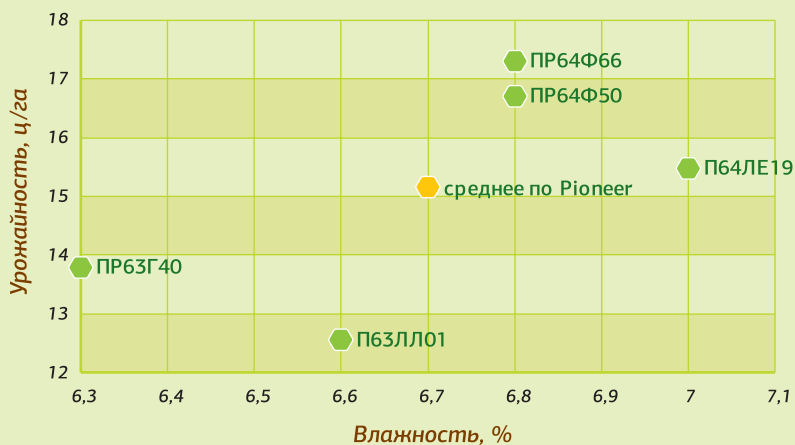 Урожайность, ц/га
18
17
16
15
14
13
12
ПР64Ф66
ПР64Ф50
П64ЛЕ19
среднее по Pioneer
ПР63Г40
П63ЛЛ01
6,3 6,4 6,5 6,6 6,7 6,8 6,9 7 7,1
Влажность, %